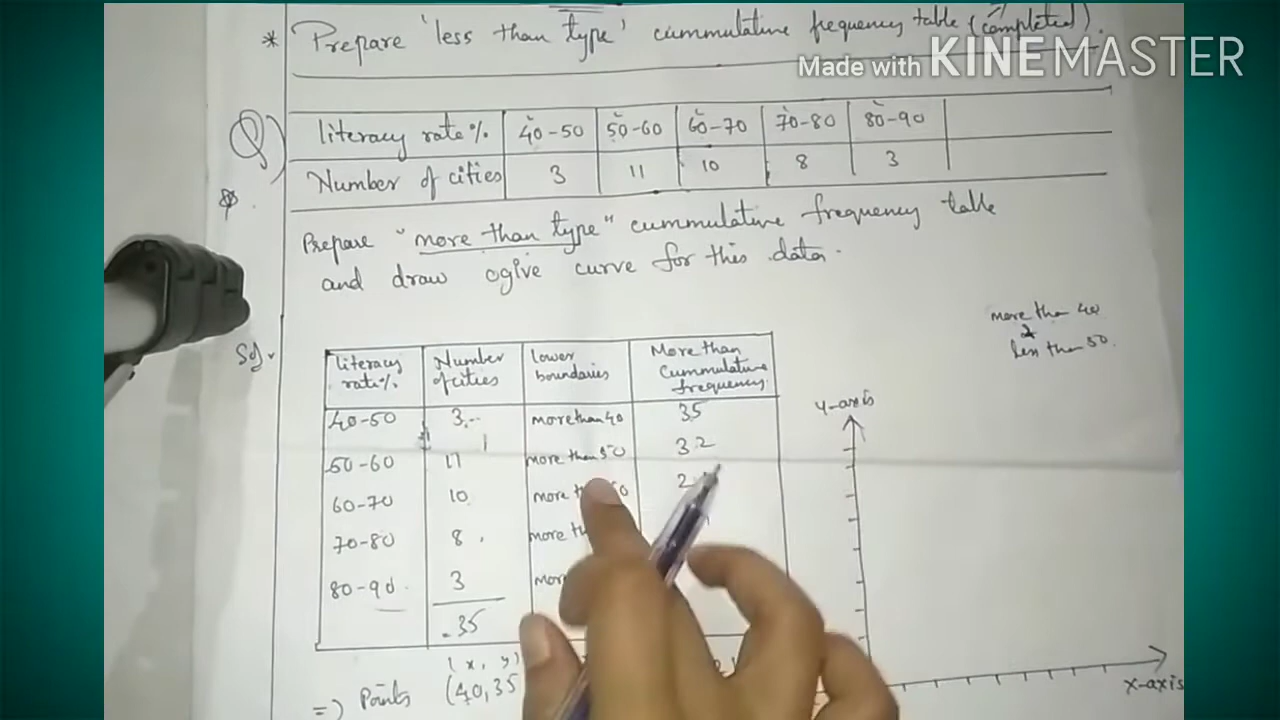 * Prepare 'less than type' cummulative frequency table (completed).
Made with KINEMASTER
Q)
literacy rate% 40-50 50-60 60-70 70-80 80-90
Number of cities 3 11 10 8 3
Prepare "more than type" cummulative frequency table
and draw ogive curve for this data.
more than 40
&
less than 50.
Sol.
literacy rate% Number of cities Lower boundaries More than Cummulative frequency
40-50 3 more than 40 35
50-60 11 more than 50 32
60-70 10 more
70-80 8 more
80-90 3
35
y-axis
x-axis
(x, y)
=) Points (40,35